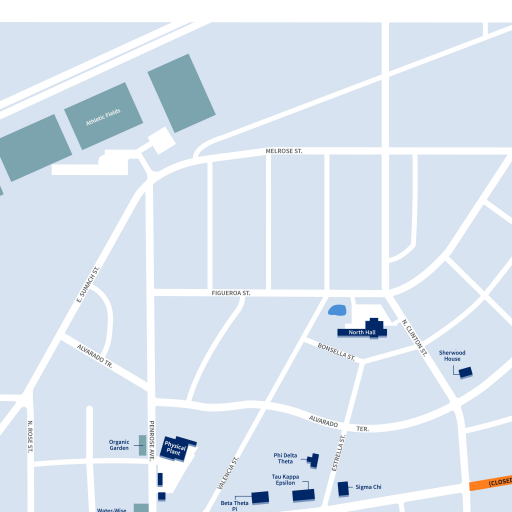 Athletic Fields
MELROSE ST.
E. SUMACH ST.
FIGUEROA ST.
North Hall
N. CLINTON ST.
BONSELLA ST.
ALVARADO TR.
Sherwood
House
N. ROSE ST.
PENROSE AVE.
ALVARADO TER.
Organic
Garden
Physical
Plant
ESTRELLA ST.
VALENCIA ST.
Phi Delta
Theta
Tau Kappa
Epsilon
Sigma Chi
(CLOSED
Beta Theta
Pi
Water-Wise